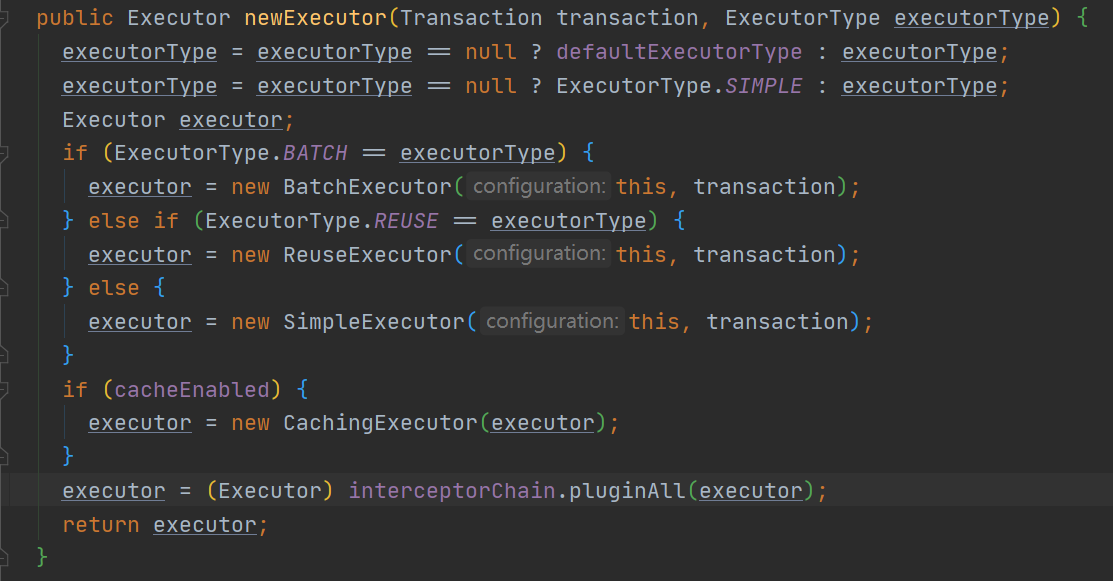 public Executor newExecutor(Transaction transaction, ExecutorType executorType) {
executorType = executorType == null ? defaultExecutorType : executorType;
executorType = executorType == null ? ExecutorType.SIMPLE : executorType;
Executor executor;
if (ExecutorType.BATCH == executorType) {
executor = new BatchExecutor( configuration: this, transaction);
} else if (ExecutorType.REUSE == executorType) {
executor = new ReuseExecutor( configuration: this, transaction);
} else {
executor = new SimpleExecutor( configuration: this, transaction);
}
if (cacheEnabled) {
executor = new CachingExecutor(executor);
}
executor = (Executor) interceptorChain.pluginAll(executor);
return executor;
}